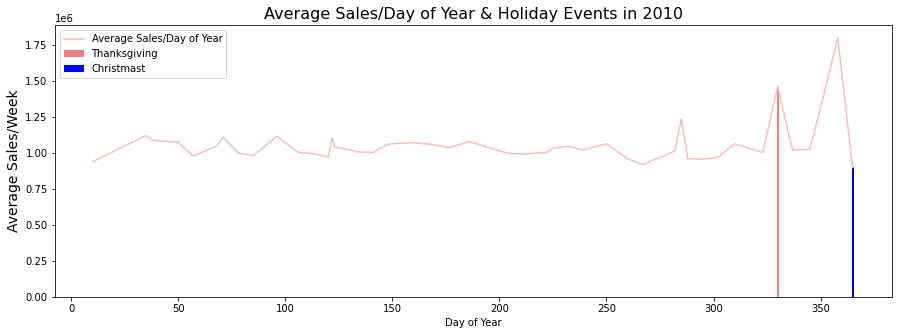 Average Sales/Day of Year & Holiday Events in 2010
1e6
Average Sales/Day of Year
Thanksgiving
Christmast
1.75
1.50
1.25
1.00
0.75
0.50
0.25
0.00
Average Sales/Week
0 50 100 150 200 250 300 350
Day of Year